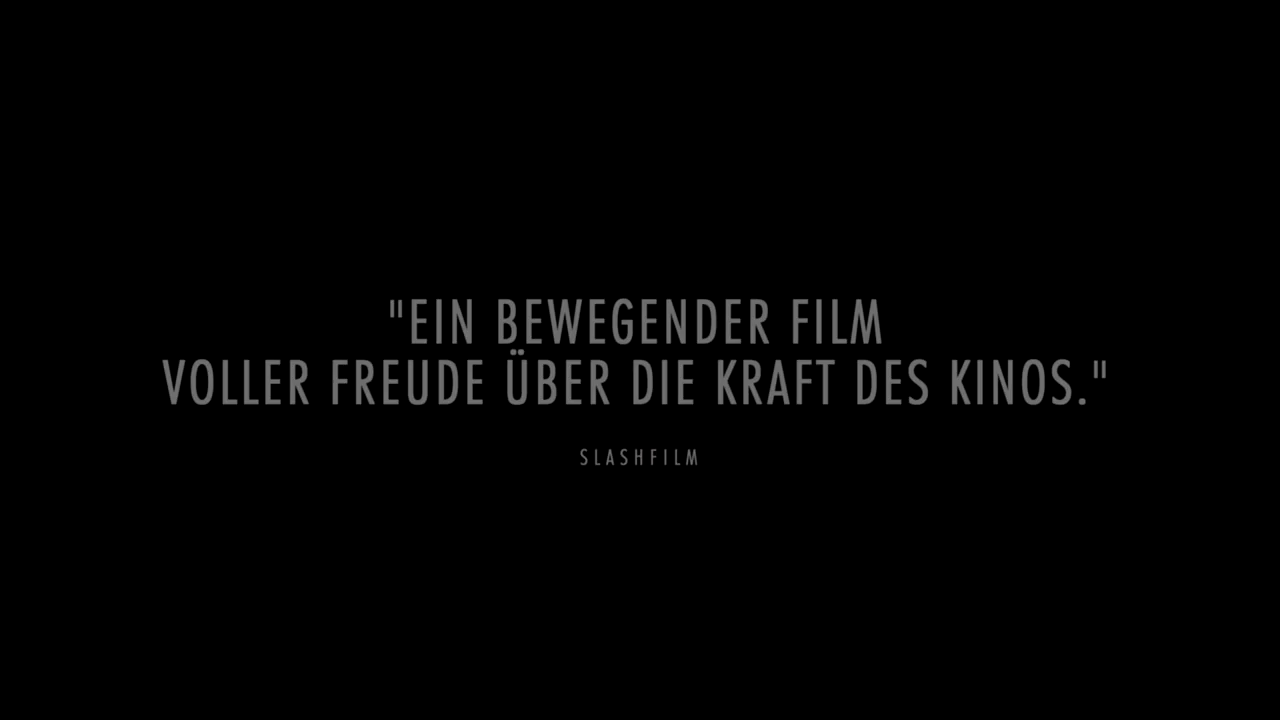 "EIN BEWEGENDER FILM
VOLLER FREUDE ÜBER DIE KRAFT DES KINOS."
SLASHFILM